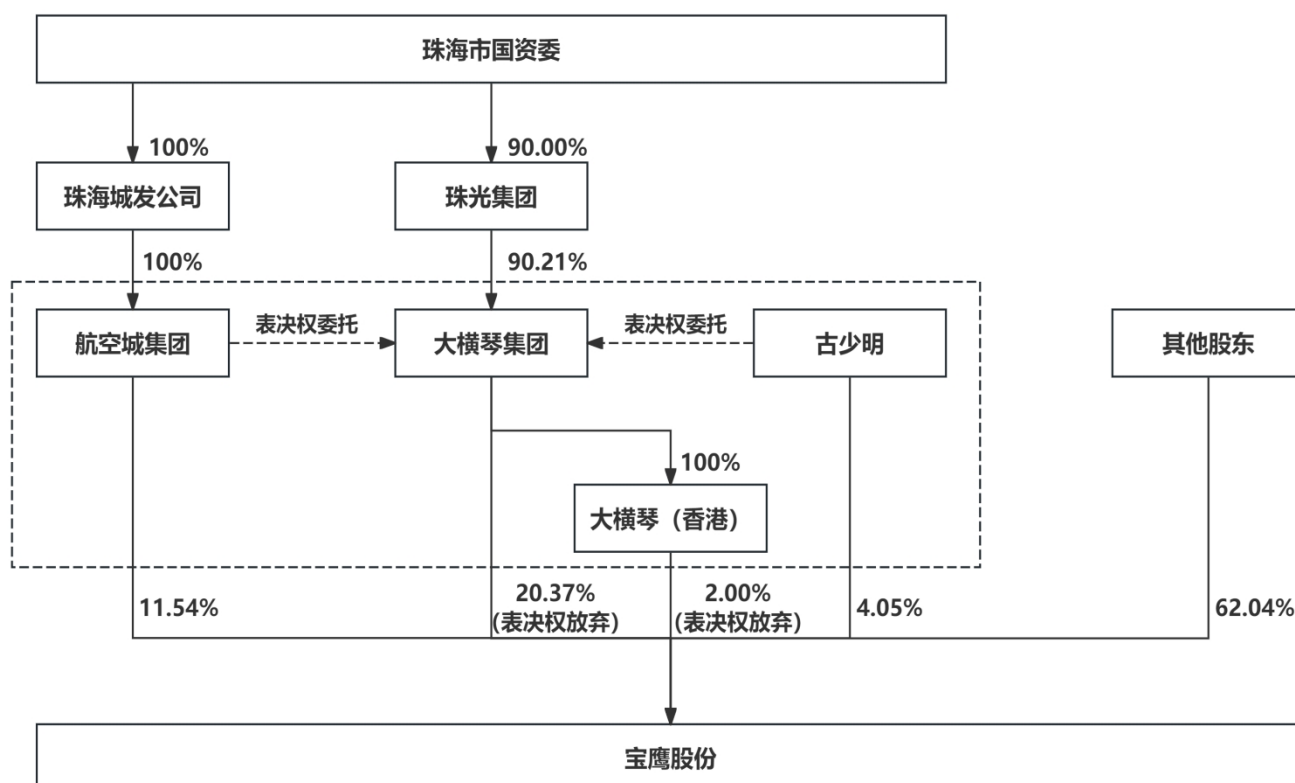 珠海市国资委
100%
90.00%
珠海城发公司
珠光集团
100%
90.21%
航空城集团
表决权委托
大横琴集团
表决权委托
古少明
其他股东
100%
大横琴（香港）
11.54%
20.37%
(表决权放弃)
2.00%
(表决权放弃)
4.05%
62.04%
宝鹰股份